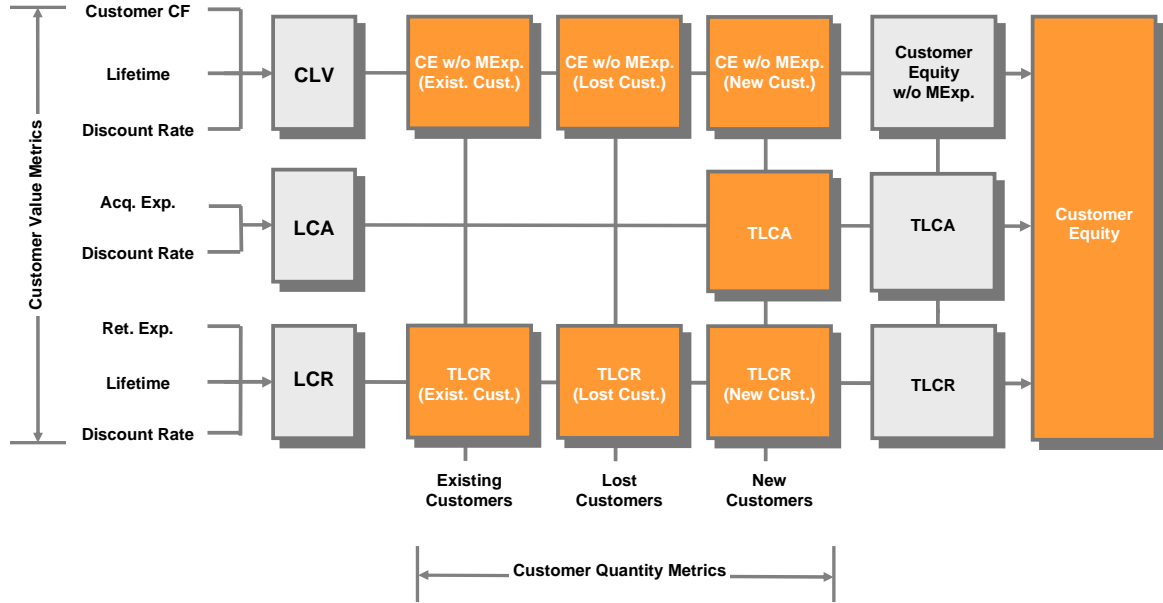 Customer Value Metrics
Customer CF
Lifetime
Discount Rate
CLV
CE w/o MExp.
(Exist. Cust.)
CE w/o MExp.
(Lost Cust.)
CE w/o MExp.
(New Cust.)
Customer
Equity
w/o MExp.
Acq. Exp.
Discount Rate
LCA
TLCA
TLCA
Customer
Equity
Ret. Exp.
Lifetime
Discount Rate
LCR
TLCR
(Exist. Cust.)
TLCR
(Lost Cust.)
TLCR
(New Cust.)
TLCR
Existing
Customers
Lost
Customers
New
Customers
Customer Quantity Metrics